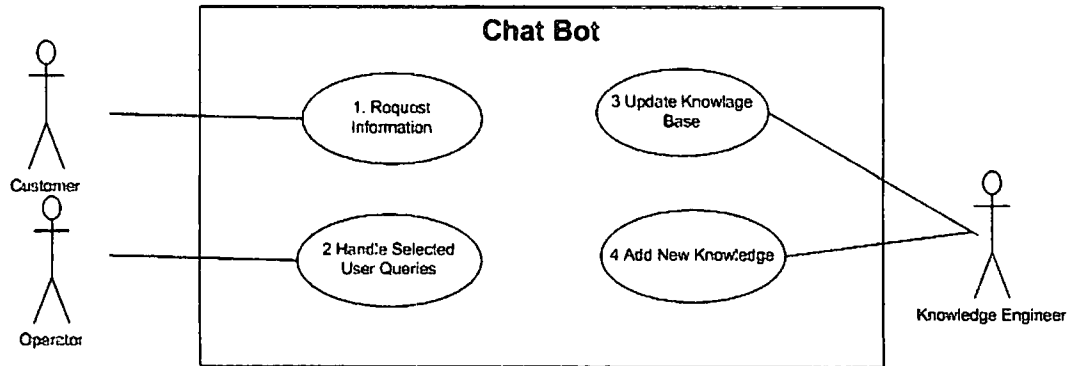 Chat Bot
1. Request
Information
3 Update Knowlage
Base
Customer
2 Handle Selected
User Queries
4 Add New Knowledge
Operator
Knowledge Engineer